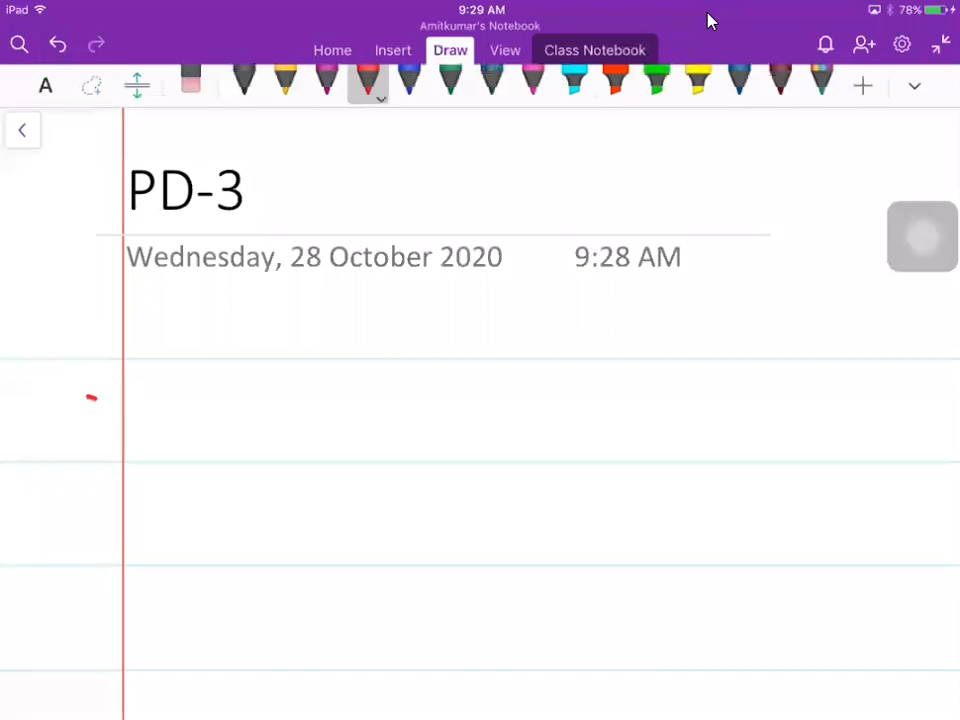 iPad 9:29 AM 78%
Amitkumar's Notebook
Home Insert Draw View Class Notebook
A
PD-3
Wednesday, 28 October 2020 9:28 AM